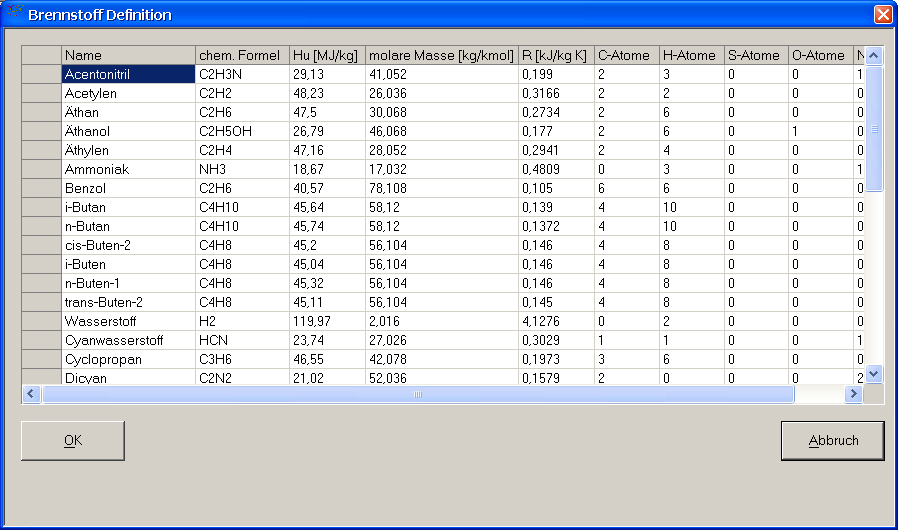 Brennstoff Definition
Name chem. Formel Hu [MJ/kg] molare Masse [kg/kmol] R [kJ/kg K] C-Atome H-Atome S-Atome O-Atome N
Acentonitril C2H3N 29,13 41,052 0,199 2 3 0 0 1
Acetylen C2H2 48,23 26,036 0,3166 2 2 0 0 0
Äthan C2H6 47,5 30,068 0,2734 2 6 0 0 0
Äthanol C2H5OH 26,79 46,068 0,177 2 6 0 1 0
Äthylen C2H4 47,16 28,052 0,2941 2 4 0 0 0
Ammoniak NH3 18,67 17,032 0,4809 0 3 0 0 1
Benzol C2H6 40,57 78,108 0,105 6 6 0 0 0
i-Butan C4H10 45,64 58,12 0,139 4 10 0 0 0
n-Butan C4H10 45,74 58,12 0,1372 4 10 0 0 0
cis-Buten-2 C4H8 45,2 56,104 0,146 4 8 0 0 0
i-Buten C4H8 45,04 56,104 0,146 4 8 0 0 0
n-Buten-1 C4H8 45,32 56,104 0,146 4 8 0 0 0
trans-Buten-2 C4H8 45,11 56,104 0,145 4 8 0 0 0
Wasserstoff H2 119,97 2,016 4,1276 0 2 0 0 0
Cyanwasserstoff HCN 23,74 27,026 0,3029 1 1 0 0 1
Cyclopropan C3H6 46,55 42,078 0,1973 3 6 0 0 0
Dicyan C2N2 21,02 52,036 0,1579 2 0 0 0 2
OK Abbruch